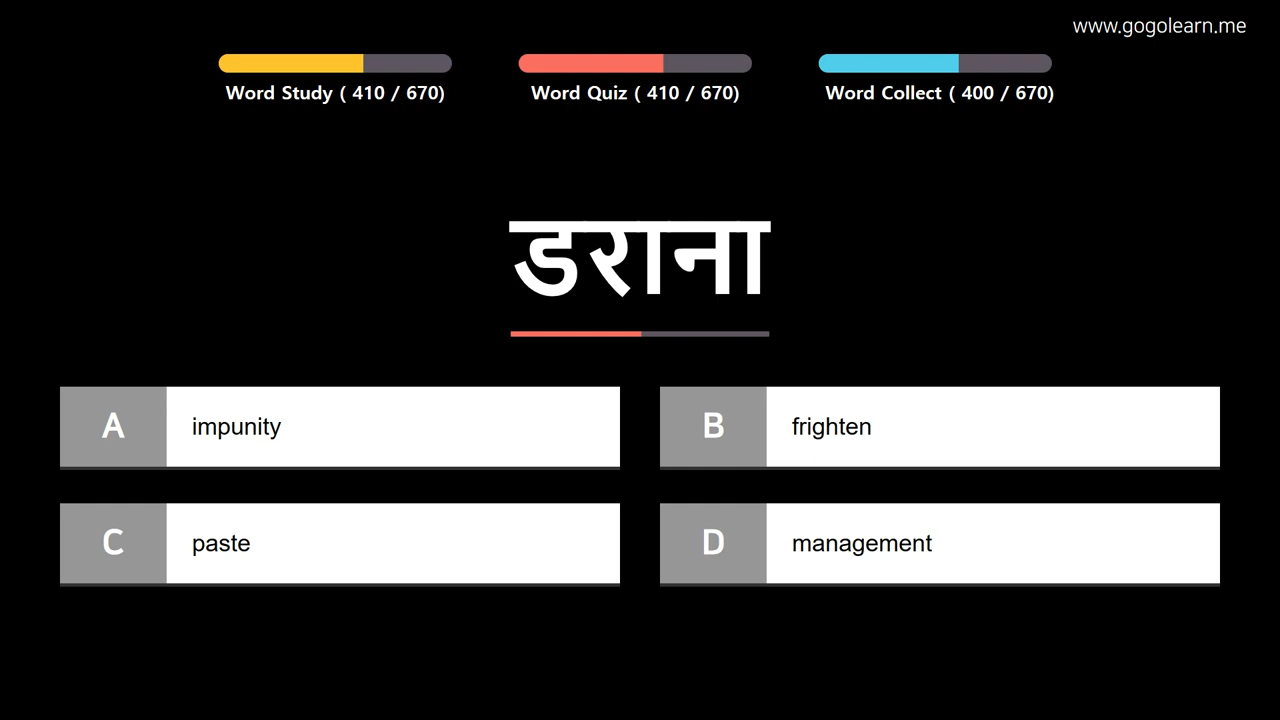 www.gogolearn.me
Word Study ( 410 / 670)
Word Quiz ( 410 / 670)
Word Collect ( 400 / 670)
डराना
A impunity
B frighten
C paste
D management